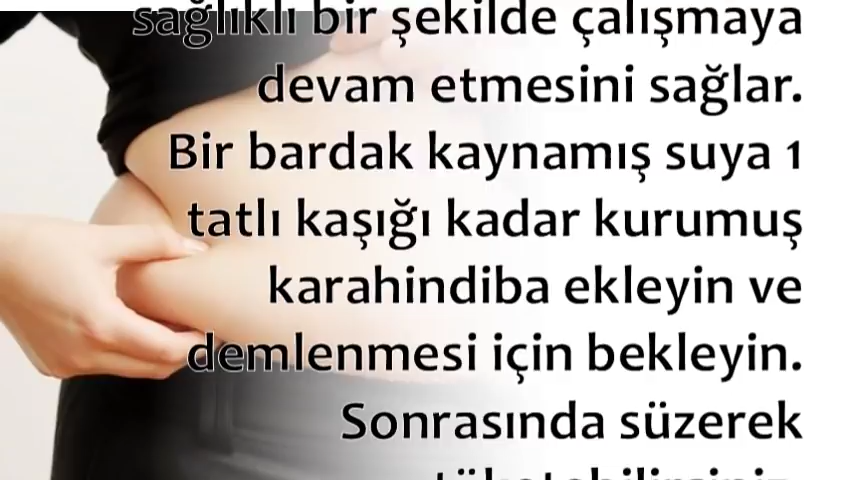 sağlıklı bir şekilde çalışmaya
devam etmesini sağlar.
Bir bardak kaynamış suya 1
tatlı kaşığı kadar kurumuş
karahindiba ekleyin ve
demlenmesi için bekleyin.
Sonrasında süzerek